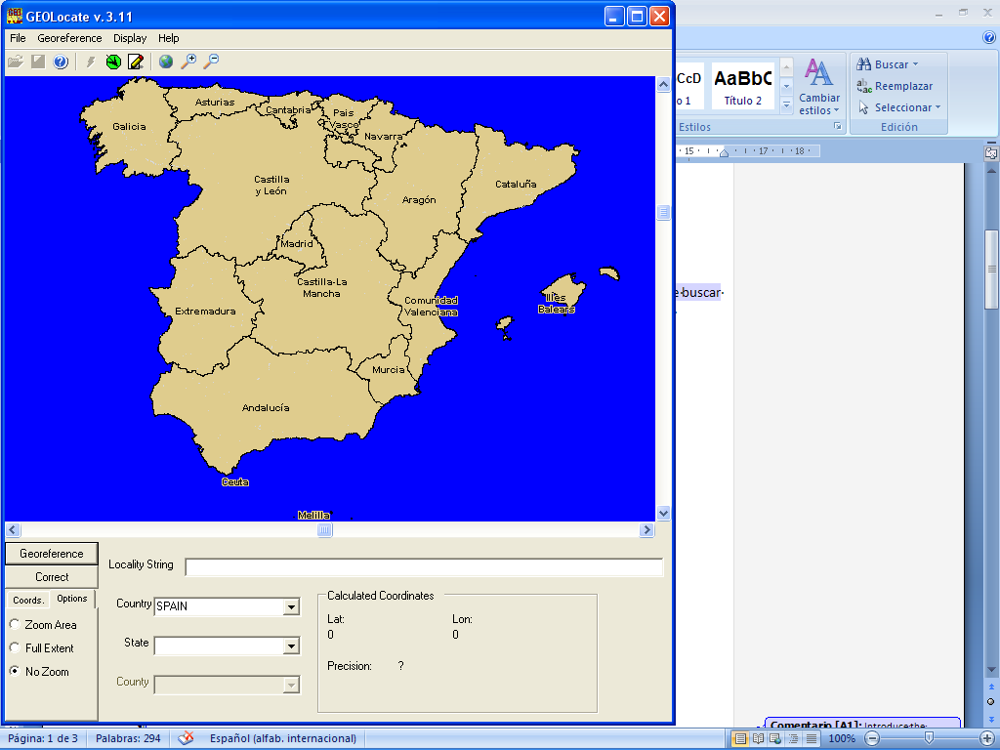 GEOLocate v. 3.11
File Georeference Display Help
Galicia
Asturias
Cantabria
Pais
Vasco
Navarra
Castilla
y León
Aragón
Cataluña
Madrid
Castilla-La
Mancha
Extremadura
Comunidad
Valenciana
Illes
Balears
Murcia
Andalucía
Ceuta
Melilla
Georeference
Correct
Coords. Options
Zoom Area
Full Extent
No Zoom
Locality String
Country SPAIN
State
County
Calculated Coordinates
Lat: Lon:
0 0
Precision: ?
CcD AaBbC
o 1 Título 2
Cambiar
estilos
Estilos
Buscar
Reemplazar
Seleccionar
Edición
15 17 18
e·buscar·
Comentario [A1]: Introduce·the·
Página: 1 de 3 Palabras: 294 Español (alfab. internacional) 100%